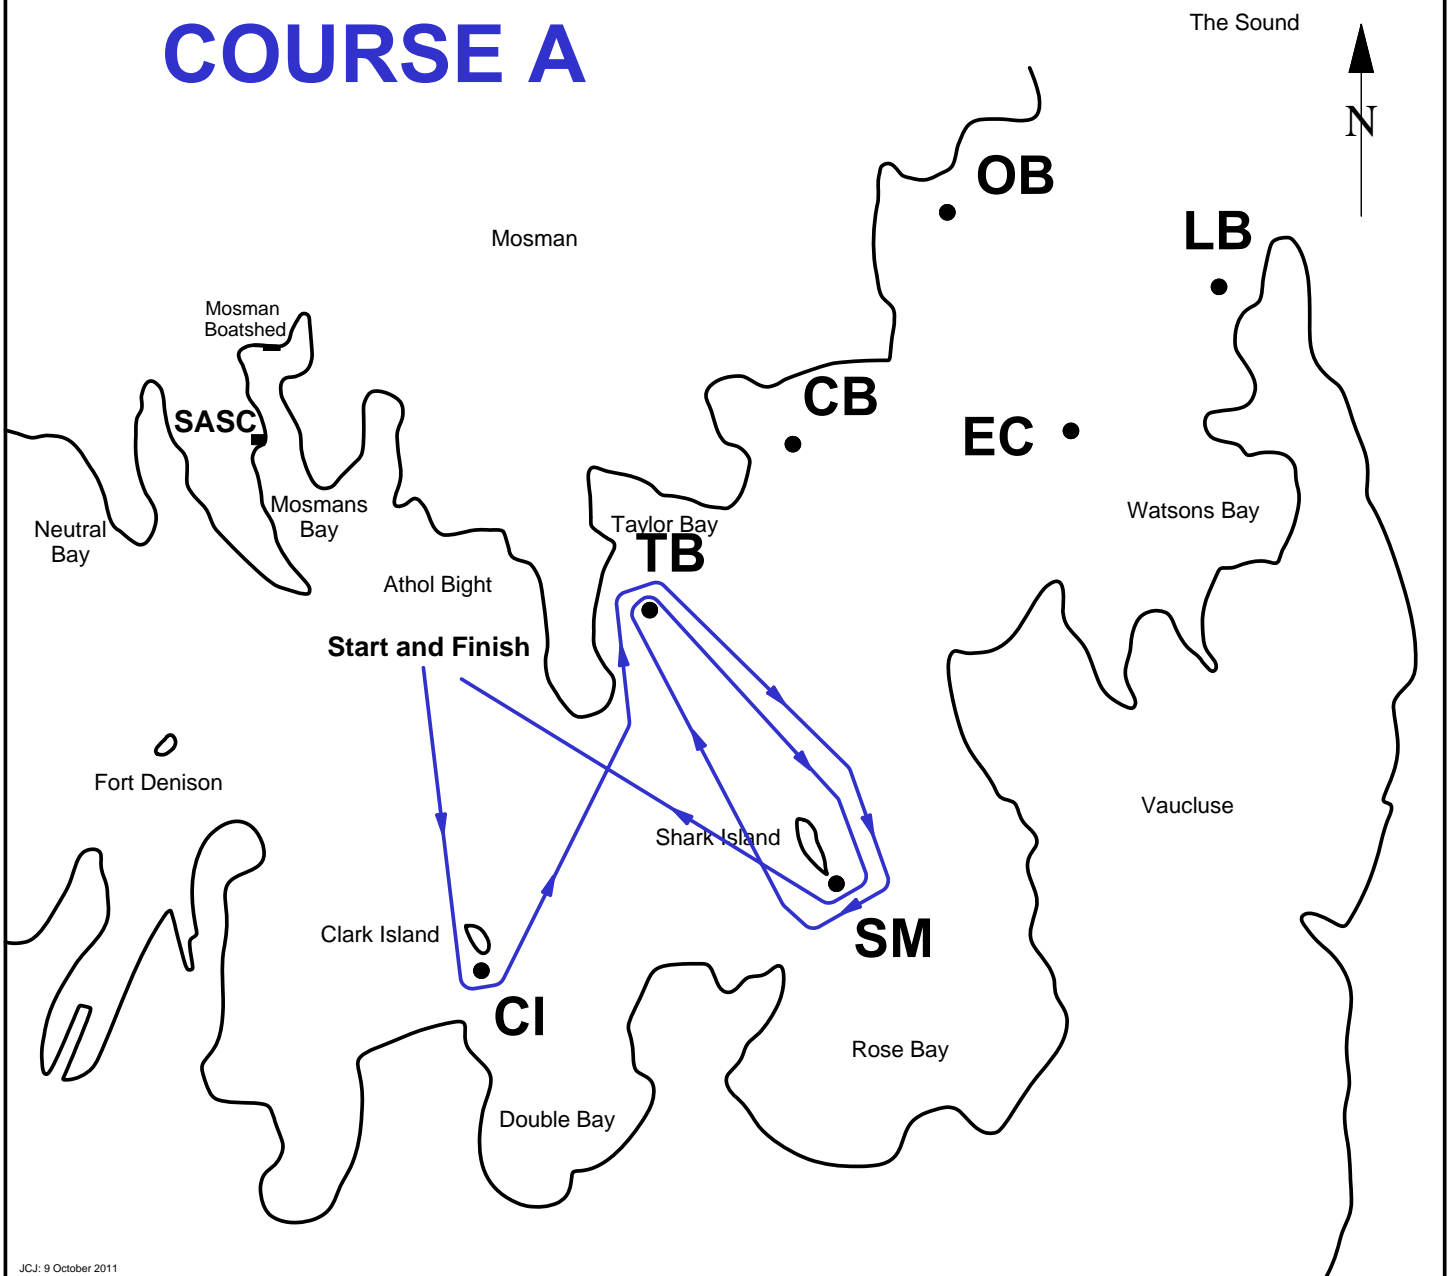 COURSE A
The Sound
N
OB
LB
Mosman
Mosman
Boatshed
CB
SASC
EC
Mosmans
Bay
Neutral
Bay
Taylor Bay
TB
Watsons Bay
Athol Bight
Start and Finish
Fort Denison
Shark Island
Vaucluse
Clark Island
SM
CI
Rose Bay
Double Bay
JCJ: 9 October 2011